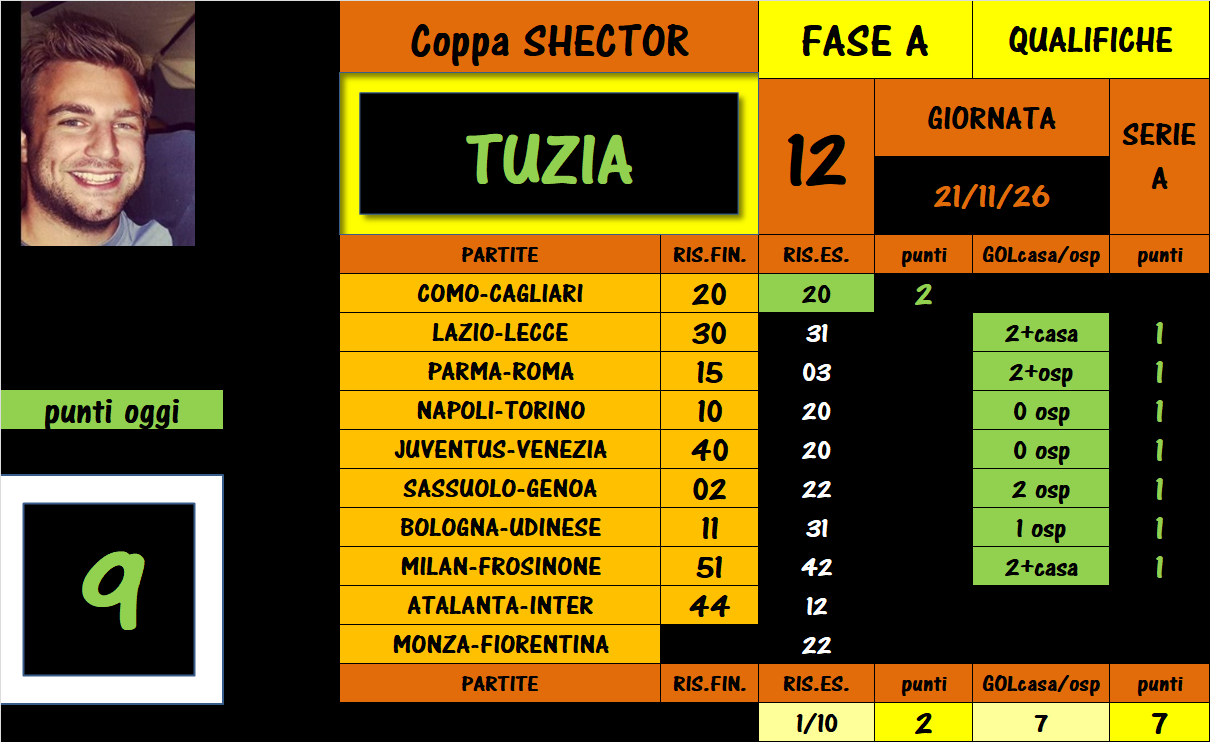 Coppa SHECTOR FASE A QUALIFICHE
TUZIA 12 GIORNATA SERIE A
21/11/26
PARTITE RIS.FIN. RIS.ES. punti GOLcasa/osp punti
COMO-CAGLIARI 20 20 2
LAZIO-LECCE 30 31 2+casa 1
PARMA-ROMA 15 03 2+osp 1
punti oggi
NAPOLI-TORINO 10 20 0 osp 1
JUVENTUS-VENEZIA 40 20 0 osp 1
SASSUOLO-GENOA 02 22 2 osp 1
BOLOGNA-UDINESE 11 31 1 osp 1
9
MILAN-FROSINONE 51 42 2+casa 1
ATALANTA-INTER 44 12
MONZA-FIORENTINA 22
PARTITE RIS.FIN. RIS.ES. punti GOLcasa/osp punti
1/10 2 7 7